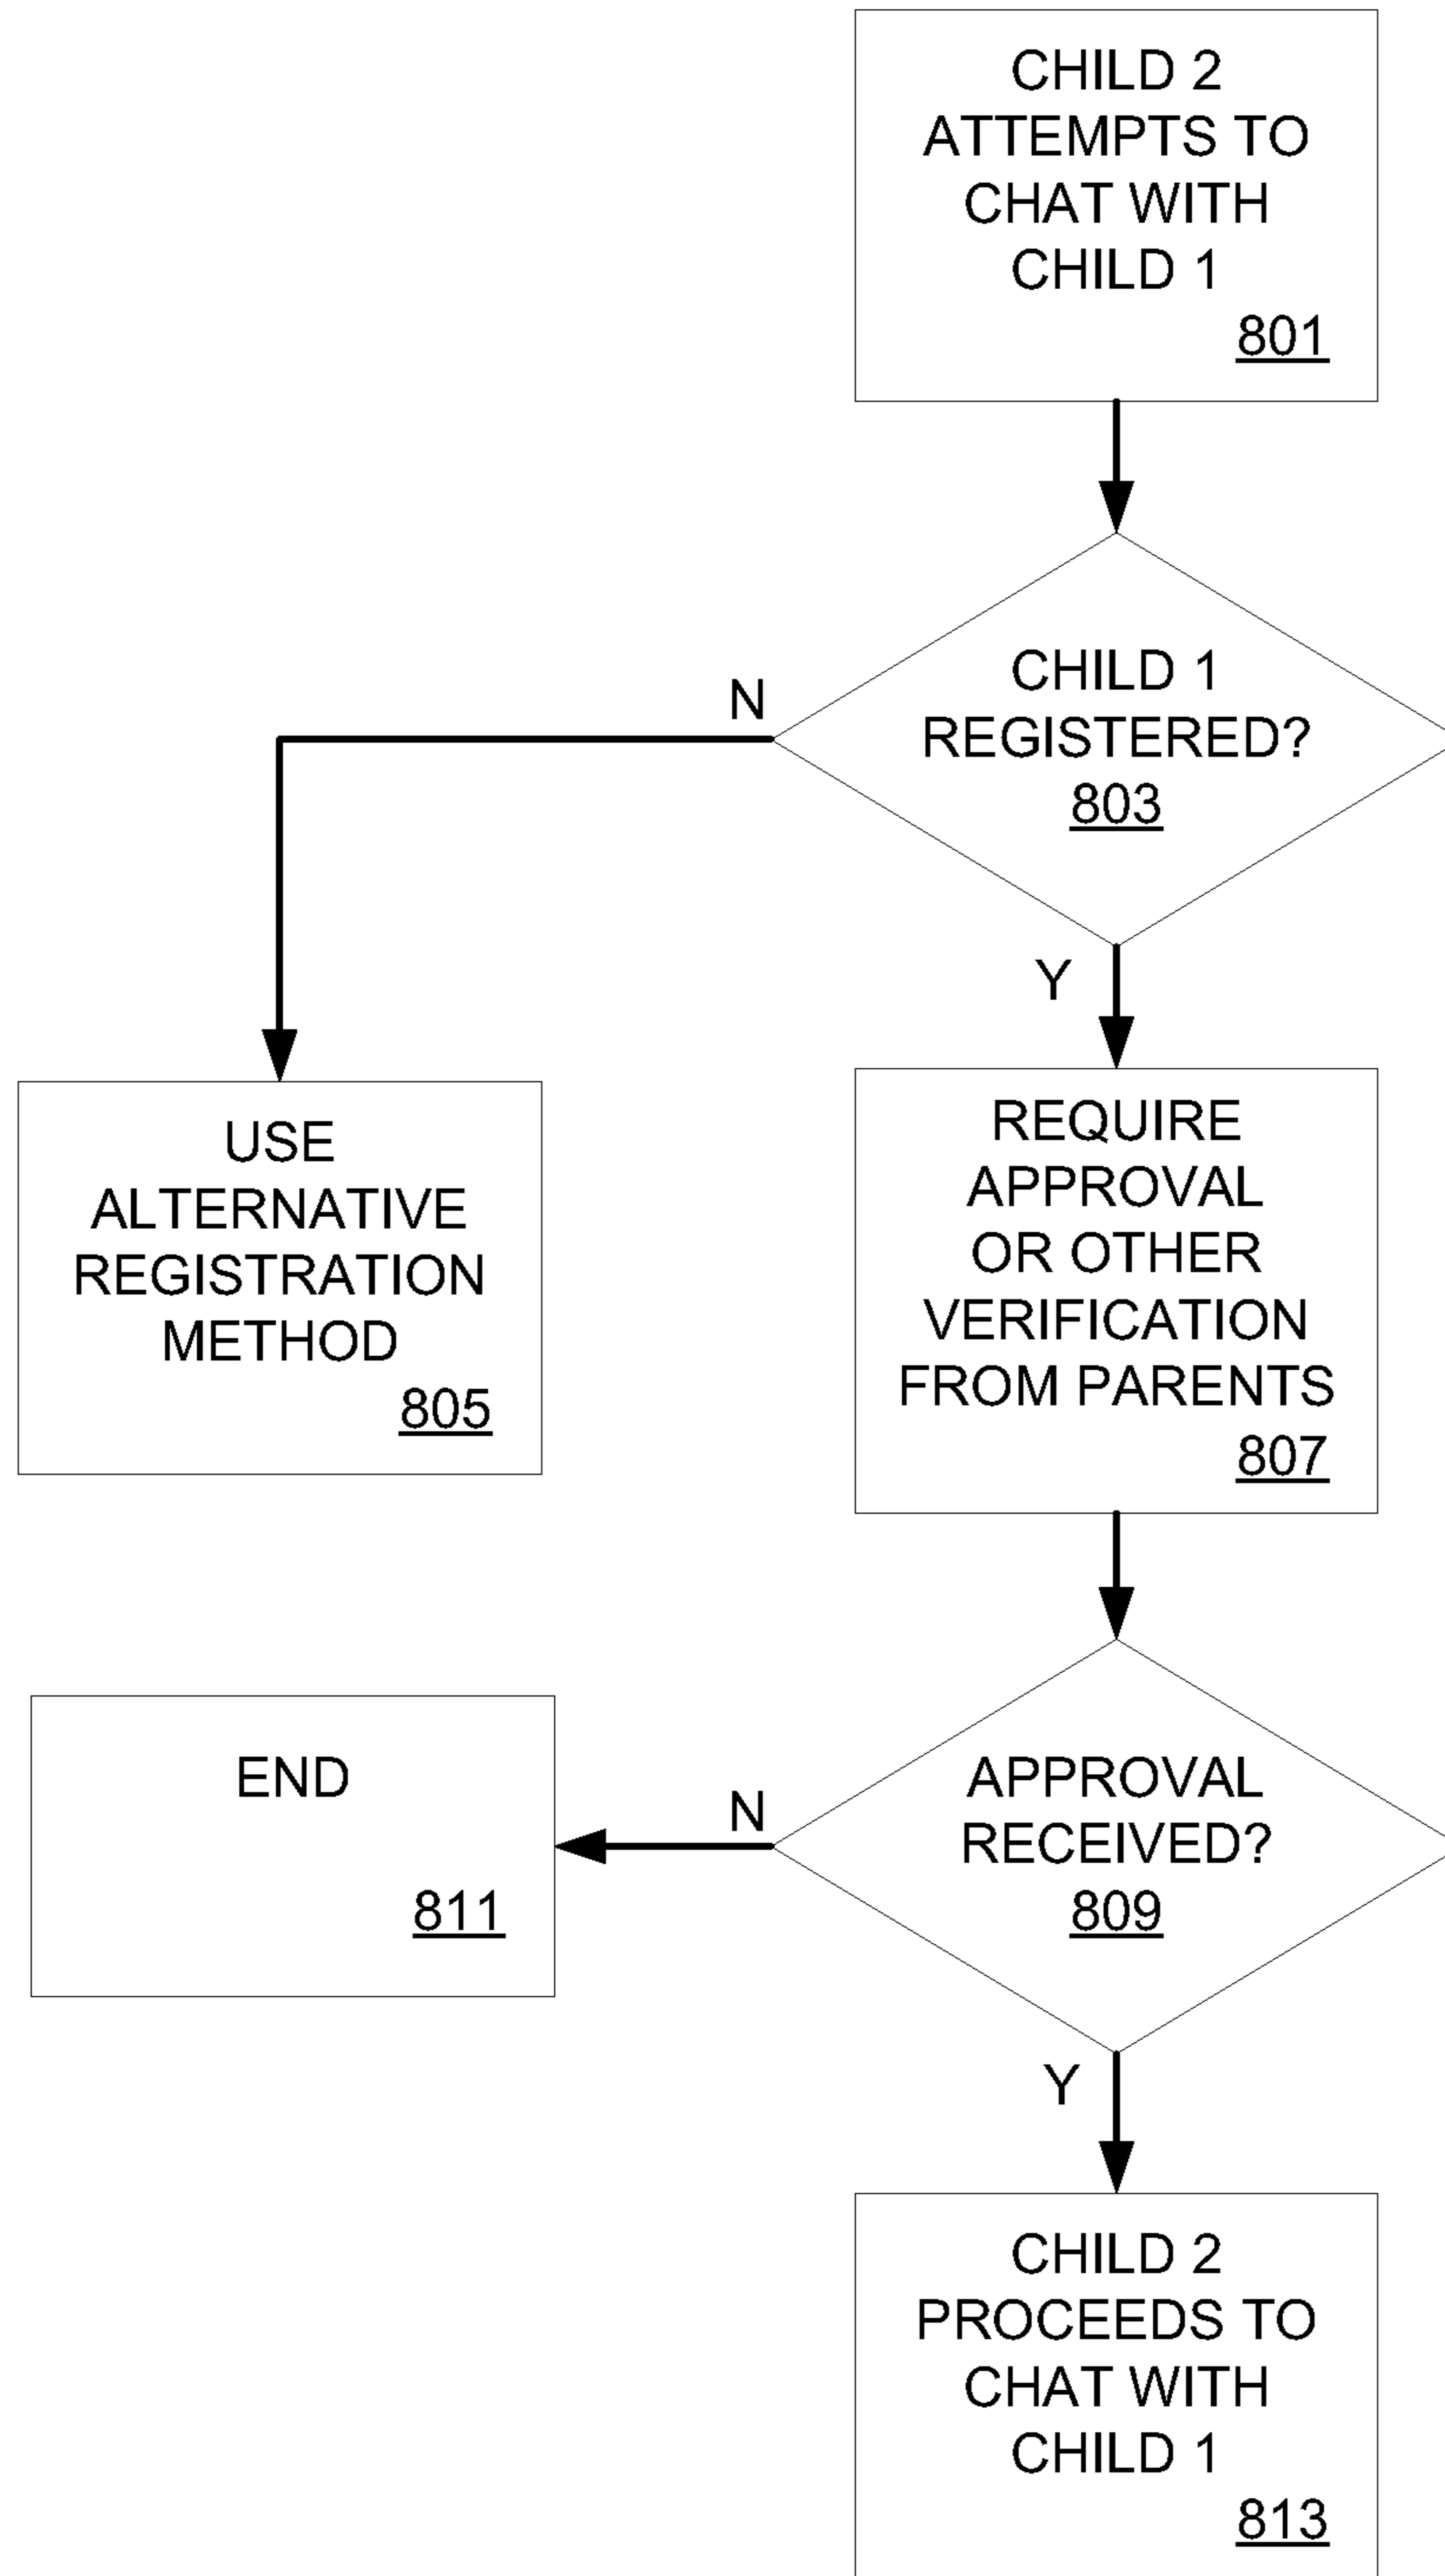 CHILD 2
ATTEMPTS TO
CHAT WITH
CHILD 1
801
CHILD 1
REGISTERED?
803
N
Y
USE
ALTERNATIVE
REGISTRATION
METHOD
805
REQUIRE
APPROVAL
OR OTHER
VERIFICATION
FROM PARENTS
807
APPROVAL
RECEIVED?
809
N
END
811
Y
CHILD 2
PROCEEDS TO
CHAT WITH
CHILD 1
813